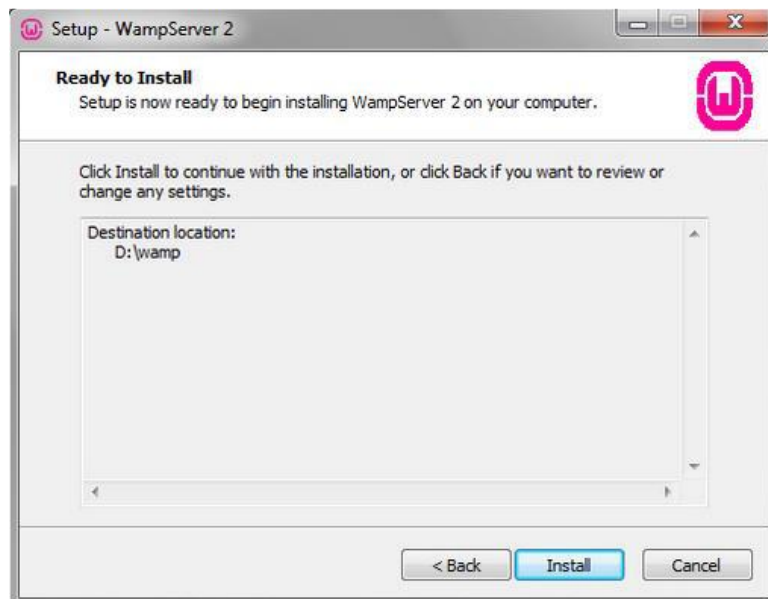 Setup - WampServer 2
Ready to Install
Setup is now ready to begin installing WampServer 2 on your computer.
Click Install to continue with the installation, or click Back if you want to review or
change any settings.
Destination location:
D:\wamp
< Back
Install
Cancel